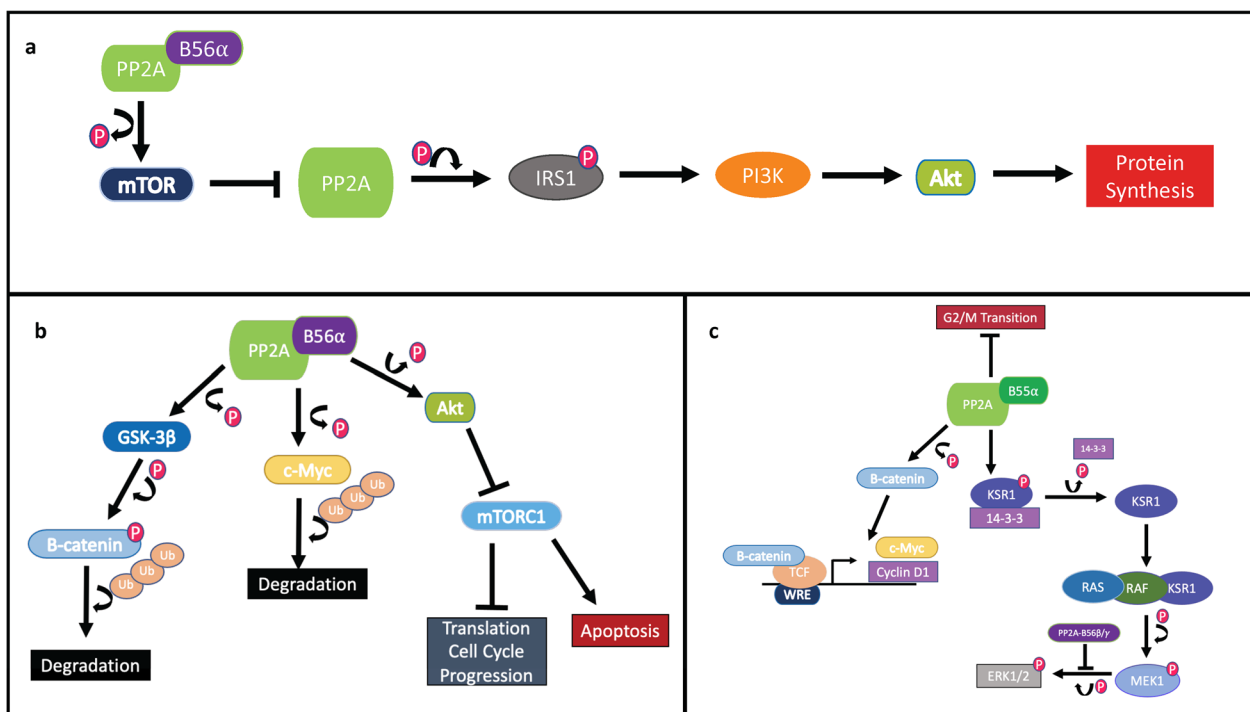 a
B56α
PP2A
P
mTOR
PP2A
P
IRS1
P
PI3K
Akt
Protein
Synthesis
b
PP2A
B56α
P
P
P
GSK-3β
Akt
P
c-Myc
Ub
Ub
Ub
B-catenin
P
Ub
Ub
Ub
mTORC1
Degradation
Degradation
Translation
Cell Cycle
Progression
Apoptosis
c
G2/M Transition
PP2A
B55α
P
B-catenin
KSR1
P
14-3-3
14-3-3
P
KSR1
B-catenin
TCF
WRE
c-Myc
Cyclin D1
RAS
RAF
KSR1
P
PP2A-B56β/γ
ERK1/2
P
P
MEK1
P